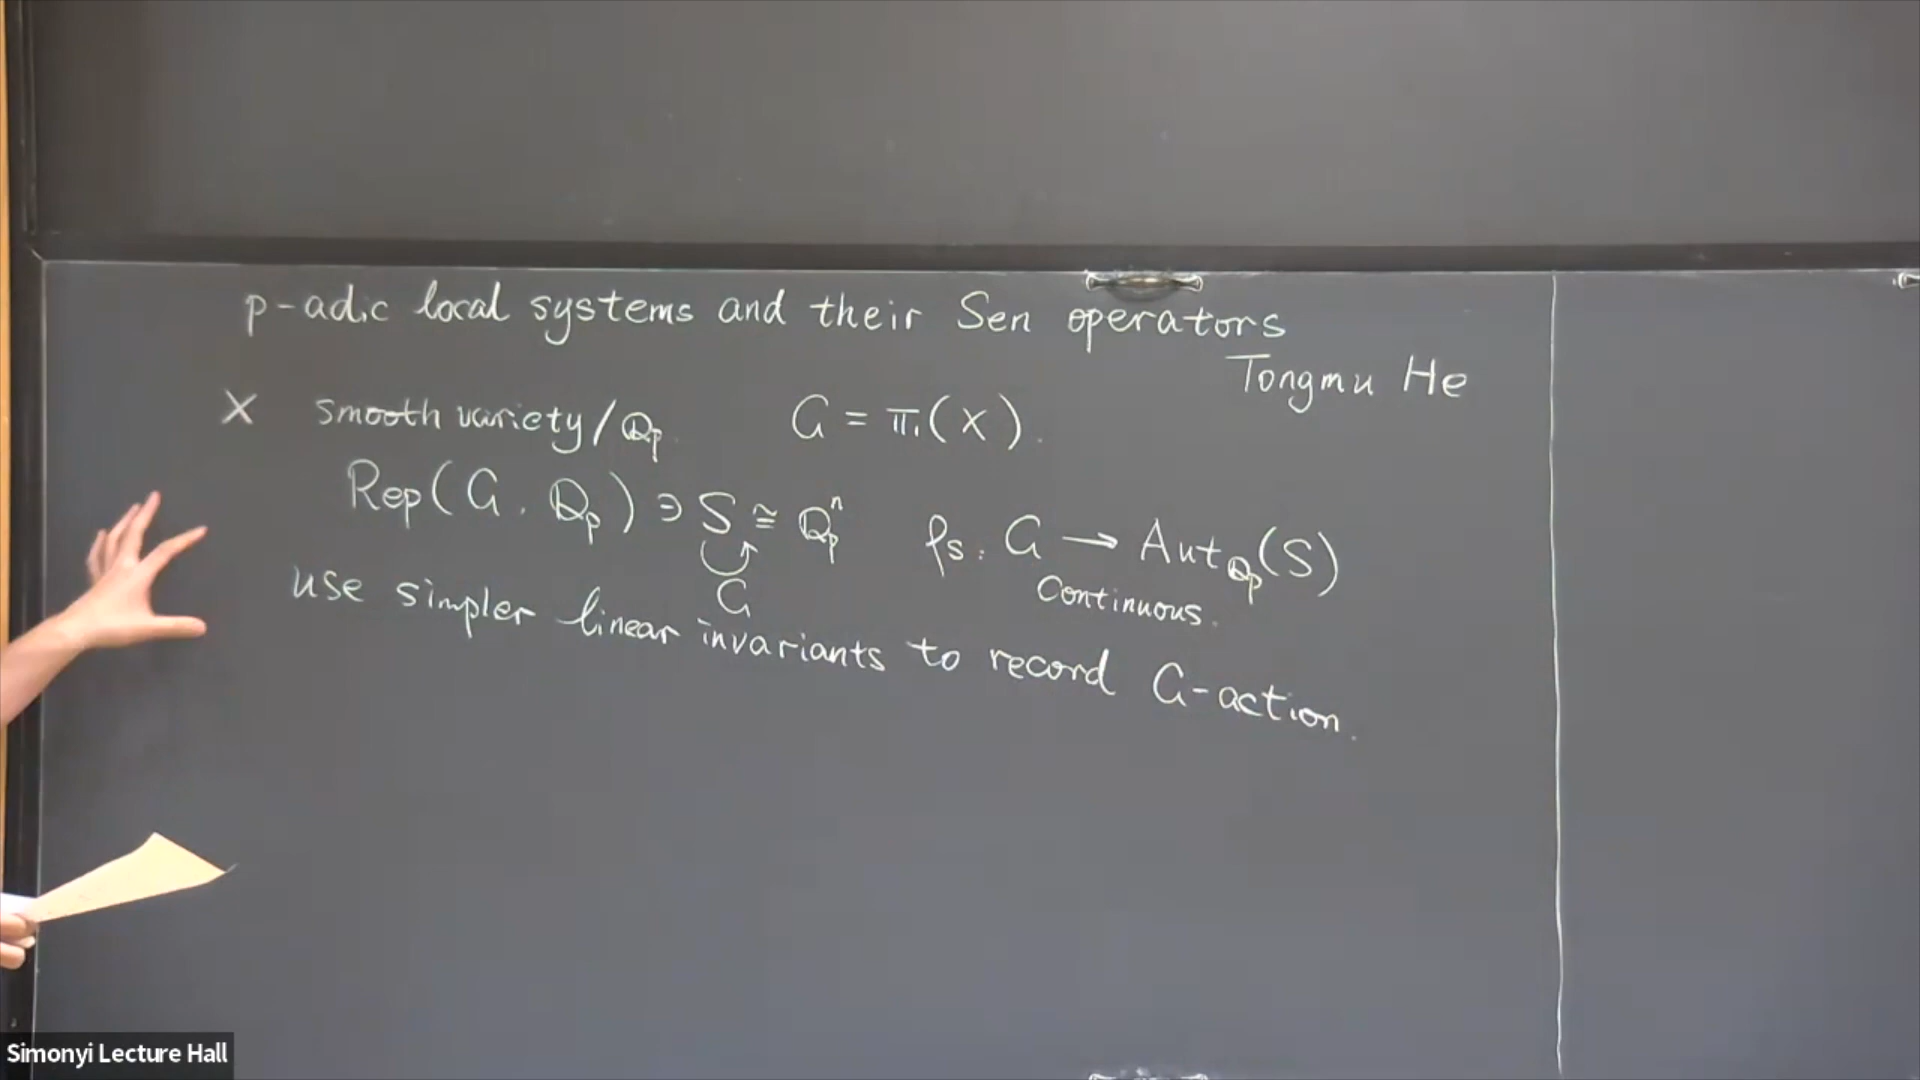 p-adic local systems and their Sen operators
Tongmu He
X smooth variety/ℚp. G = π₁(X).
Rep(G, ℚp) ∋ S ≅ ℚpⁿ ρs: G → Autℚp(S)
G continuous.
use simpler linear invariants to record G-action.
Simonyi Lecture Hall